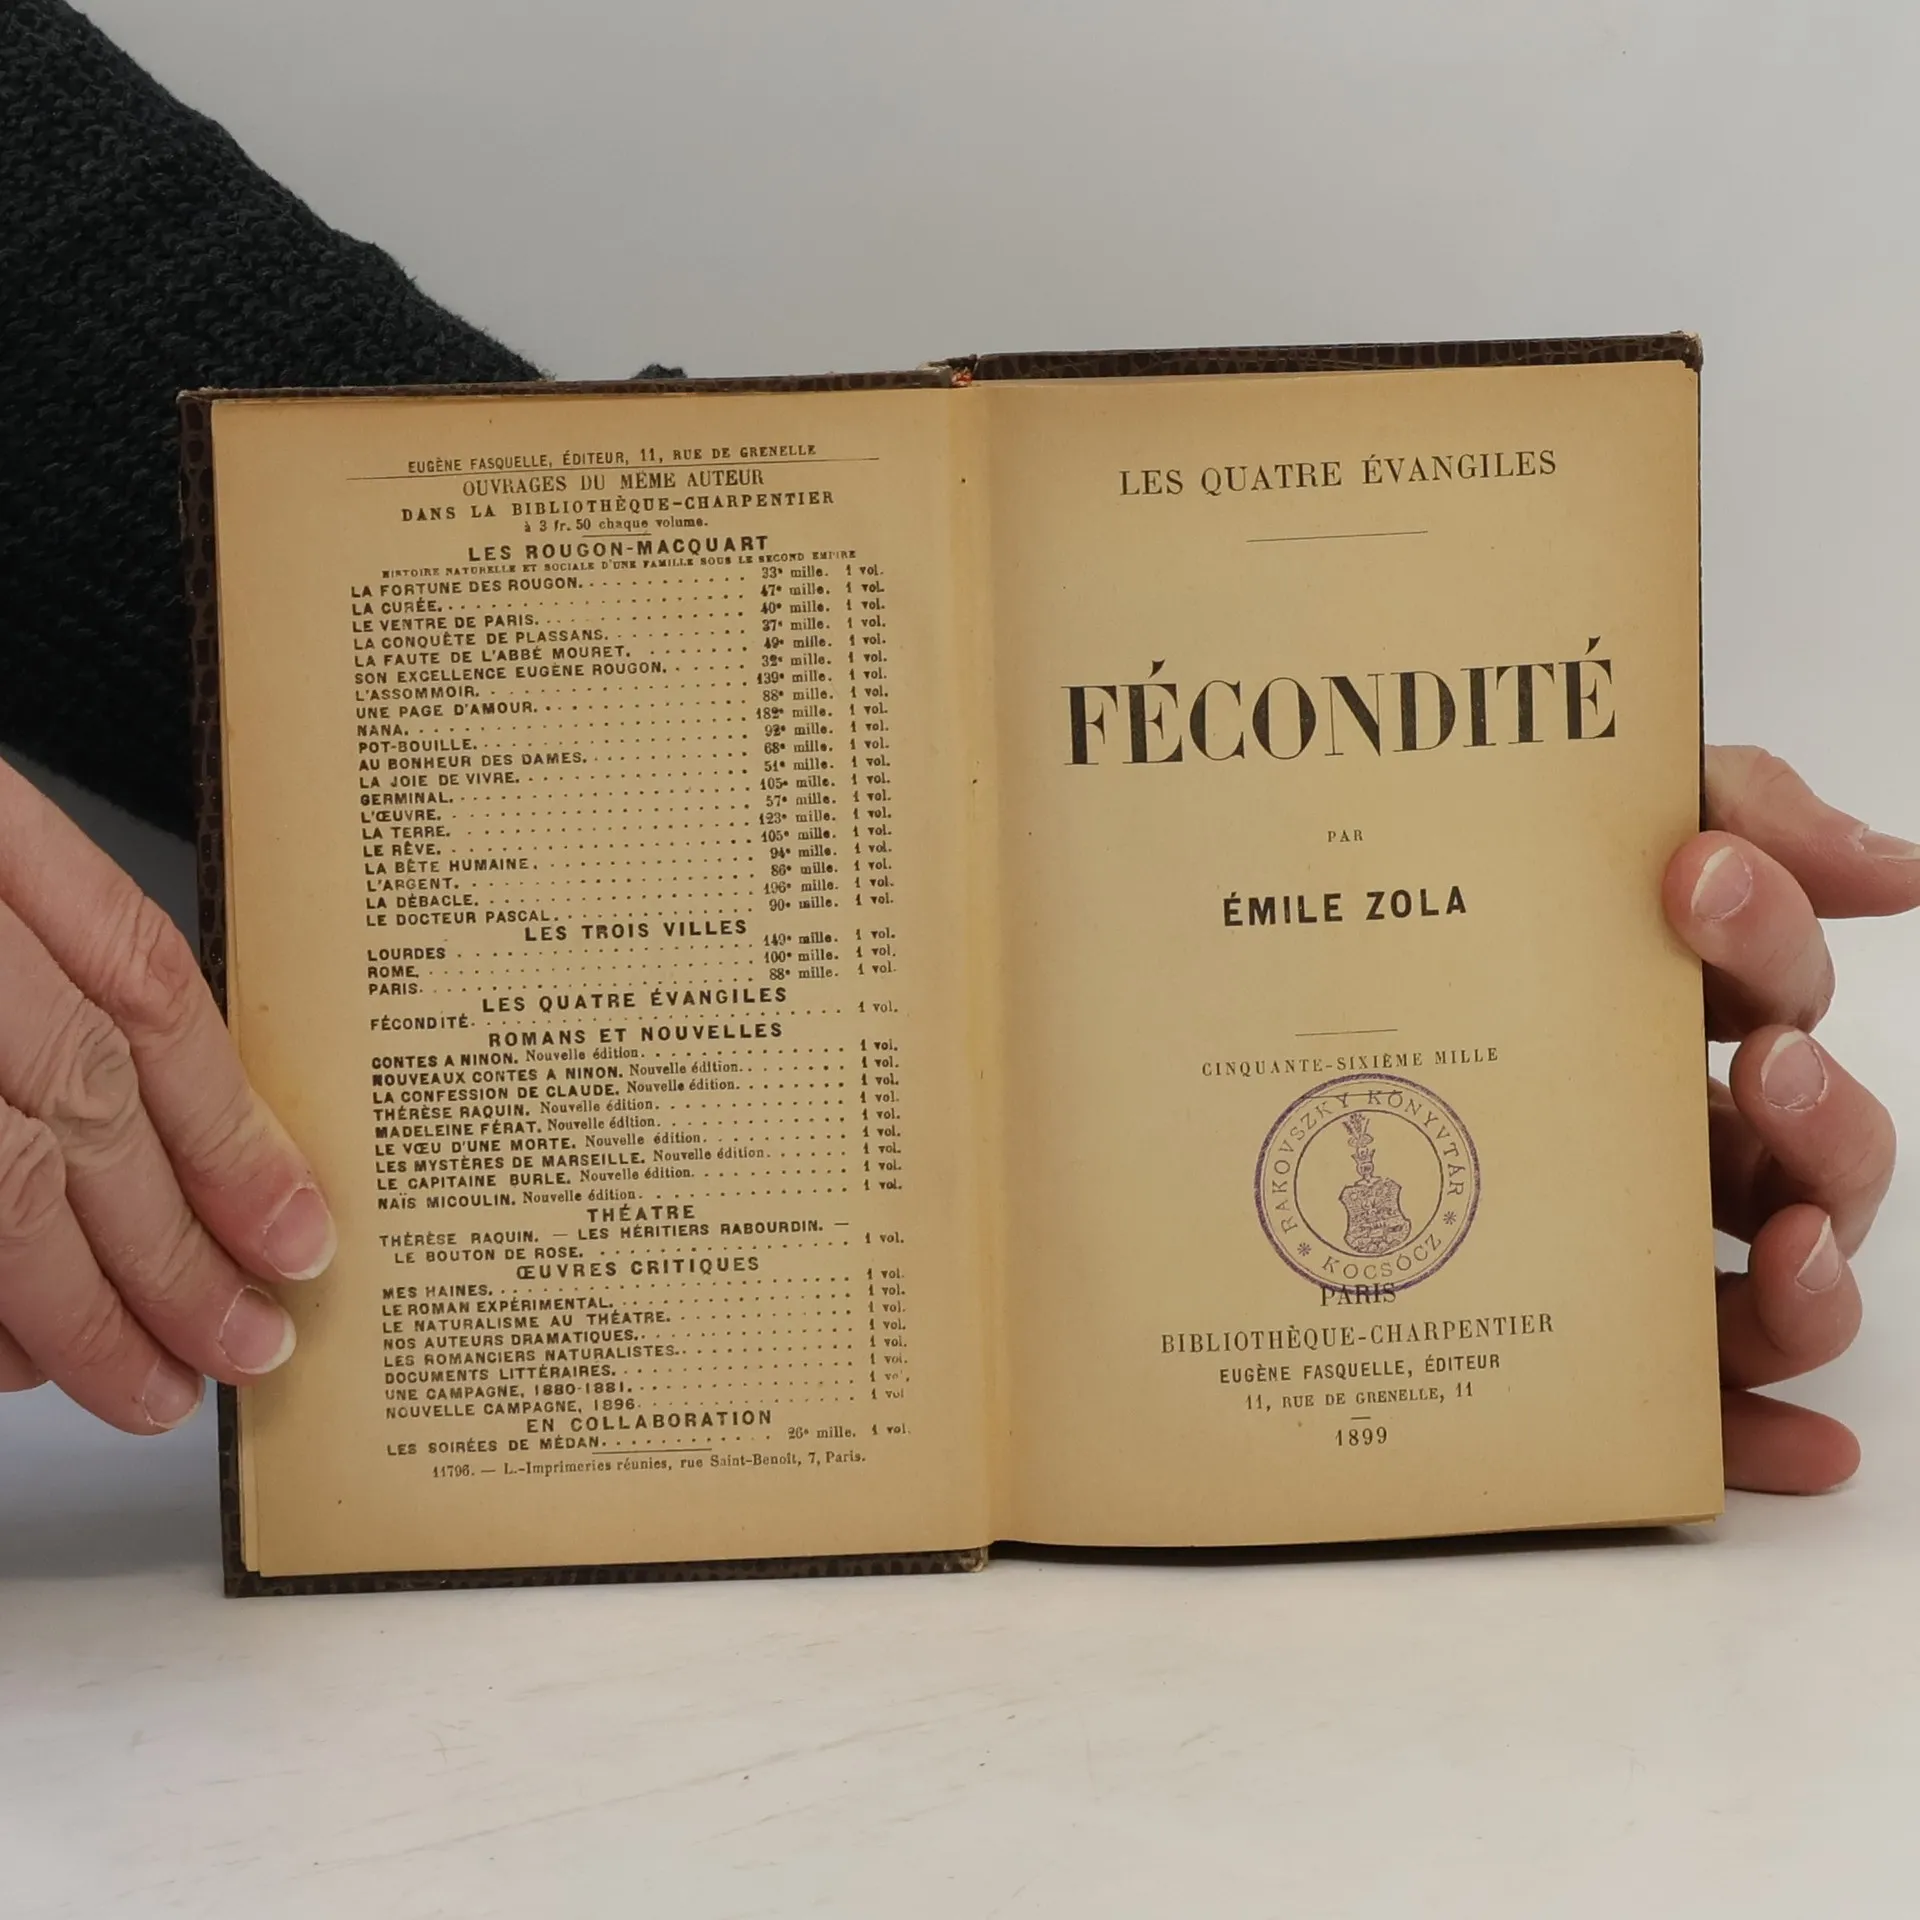 EUGÈNE FASQUELLE, ÉDITEUR, 11, RUE DE GRENELLE
OUVRAGES DU MÊME AUTEUR
DANS LA BIBLIOTHÈQUE-CHARPENTIER
à 3 fr. 50 chaque volume.
LES ROUGON-MACQUART
HISTOIRE NATURELLE ET SOCIALE D'UNE FAMILLE SOUS LE SECOND EMPIRE
LA FORTUNE DES ROUGON. . . . . . . . . . 33e mille. 1 vol.
LA CURÉE. . . . . . . . . . 47e mille. 1 vol.
LE VENTRE DE PARIS. . . . . . . . . . 40e mille. 1 vol.
LA CONQUÊTE DE PLASSANS. . . . . . . . . . 37e mille. 1 vol.
LA FAUTE DE L'ABBÉ MOURET. . . . . . . . 49e mille. 1 vol.
SON EXCELLENCE EUGÈNE ROUGON. . . . . . 32e mille. 1 vol.
L'ASSOMMOIR. . . . . . . . . . 139e mille. 1 vol.
UNE PAGE D'AMOUR. . . . . . . . . . 88e mille. 1 vol.
NANA. . . . . . . . . . 182e mille. 1 vol.
POT-BOUILLE. . . . . . . . . . 92e mille. 1 vol.
AU BONHEUR DES DAMES. . . . . . . . . . 68e mille. 1 vol.
LA JOIE DE VIVRE. . . . . . . . . . 51e mille. 1 vol.
GERMINAL. . . . . . . . . . 105e mille. 1 vol.
L'ŒUVRE. . . . . . . . . . 57e mille. 1 vol.
LA TERRE. . . . . . . . . . 123e mille. 1 vol.
LE RÊVE. . . . . . . . . . 105e mille. 1 vol.
LA BÊTE HUMAINE. . . . . . . . . . 94e mille. 1 vol.
L'ARGENT. . . . . . . . . . 86e mille. 1 vol.
LA DÉBACLE. . . . . . . . . . 196e mille. 1 vol.
LE DOCTEUR PASCAL. . . . . . . . . . 90e mille. 1 vol.
LES TROIS VILLES
LOURDES . . . . . . . . . . 149e mille. 1 vol.
ROME. . . . . . . . . . 100e mille. 1 vol.
PARIS. . . . . . . . . . 88e mille. 1 vol.
LES QUATRE ÉVANGILES
FÉCONDITÉ. . . . . . . . . . 1 vol.
ROMANS ET NOUVELLES
CONTES A NINON. Nouvelle édition. . . . . . . . . . 1 vol.
NOUVEAUX CONTES A NINON. Nouvelle édition. . . . . . . 1 vol.
LA CONFESSION DE CLAUDE. Nouvelle édition. . . . . . . 1 vol.
THÉRÈSE RAQUIN. Nouvelle édition. . . . . . . . . . 1 vol.
MADELEINE FÉRAT. Nouvelle édition. . . . . . . . . . 1 vol.
LE VŒU D'UNE MORTE. Nouvelle édition. . . . . . . . . 1 vol.
LES MYSTÈRES DE MARSEILLE. Nouvelle édition. . . . . . 1 vol.
LE CAPITAINE BURLE. Nouvelle édition. . . . . . . . . 1 vol.
NAÏS MICOULIN. Nouvelle édition. . . . . . . . . . 1 vol.
THÉATRE
THÉRÈSE RAQUIN. — LES HÉRITIERS RABOURDIN. —
LE BOUTON DE ROSE. . . . . . . . . . 1 vol.
ŒUVRES CRITIQUES
MES HAINES. . . . . . . . . . 1 vol.
LE ROMAN EXPÉRIMENTAL. . . . . . . . . . 1 vol.
LE NATURALISME AU THÉATRE. . . . . . . . . . 1 vol.
NOS AUTEURS DRAMATIQUES. . . . . . . . . . 1 vol.
LES ROMANCIERS NATURALISTES. . . . . . . . . . 1 vol.
DOCUMENTS LITTÉRAIRES. . . . . . . . . . 1 vol.
UNE CAMPAGNE, 1880-1881. . . . . . . . . . 1 vol.
NOUVELLE CAMPAGNE, 1896. . . . . . . . . . 1 vol
EN COLLABORATION
LES SOIRÉES DE MÉDAN. . . . . . . . . . 26e mille. 1 vol.
11796. — L.-Imprimeries réunies, rue Saint-Benoît, 7, Paris.
LES QUATRE ÉVANGILES
FÉCONDITÉ
PAR
ÉMILE ZOLA
CINQUANTE-SIXIÈME MILLE
RAKOVSZKY KÖNYVTÁR
* KOCSÓCZ *
PARIS
BIBLIOTHÈQUE-CHARPENTIER
EUGÈNE FASQUELLE, ÉDITEUR
11, RUE DE GRENELLE, 11
1899